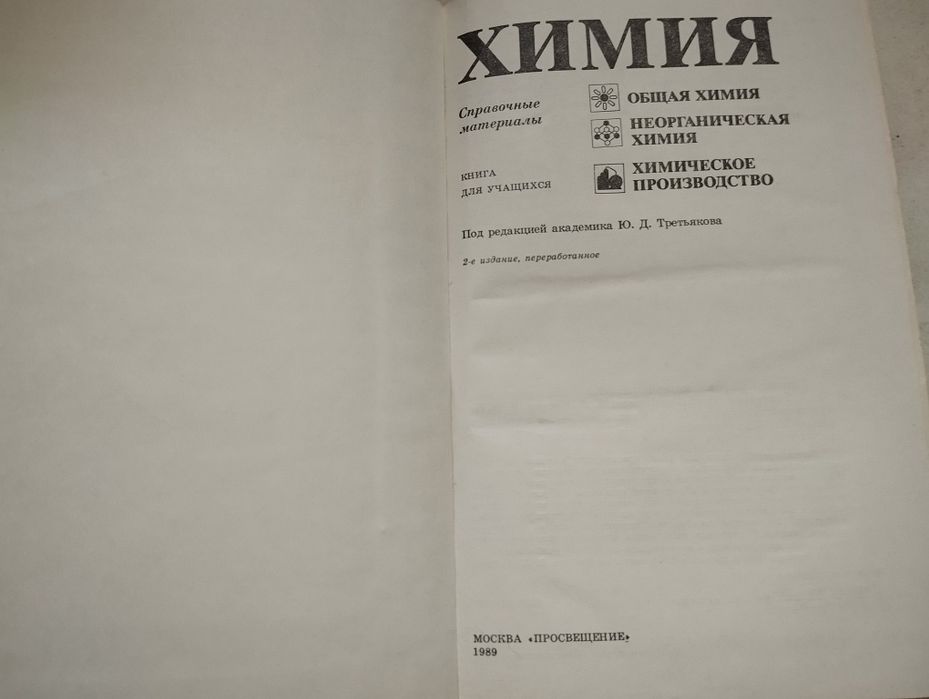 ХИМИЯ
Справочные
материалы
КНИГА
ДЛЯ УЧАЩИХСЯ
ОБЩАЯ ХИМИЯ
НЕОРГАНИЧЕСКАЯ
ХИМИЯ
ХИМИЧЕСКОЕ
ПРОИЗВОДСТВО
Под редакцией академика Ю. Д. Третьякова
2-е издание, переработанное
МОСКВА «ПРОСВЕЩЕНИЕ»
1989